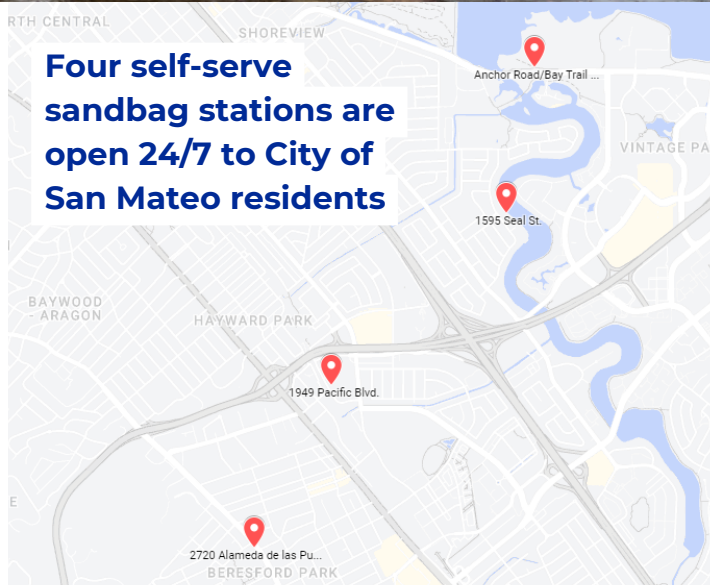 RTH CENTRAL
SHOREVIEW
Four self-serve
sandbag stations are
open 24/7 to City of
San Mateo residents
Anchor Road/Bay Trail ...
VINTAGE PA
1595 Seal St.
BAYWOOD
- ARAGON
HAYWARD PARK
1949 Pacific Blvd.
E
2720 Alameda de las Pu...
BERESFORD PARK